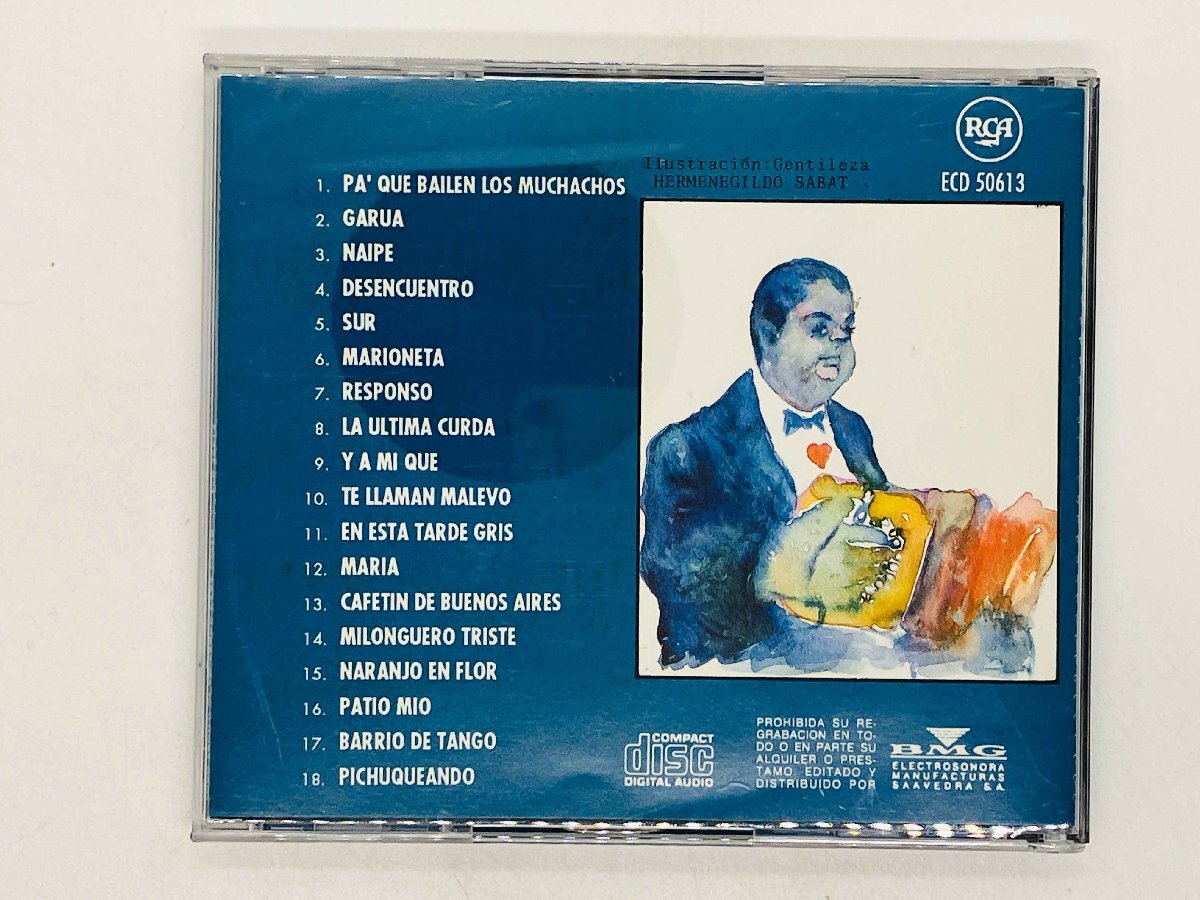 RCA
ECD 50613
Ilustración:Gentileza
HERMENEGILDO SABAT .
1. PA' QUE BAILEN LOS MUCHACHOS
2. GARUA
3. NAIPE
4. DESENCUENTRO
5. SUR
6. MARIONETA
7. RESPONSO
8. LA ULTIMA CURDA
9. Y A MI QUE
10. TE LLAMAN MALEVO
11. EN ESTA TARDE GRIS
12. MARIA
13. CAFETIN DE BUENOS AIRES
14. MILONGUERO TRISTE
15. NARANJO EN FLOR
16. PATIO MIO
17. BARRIO DE TANGO
18. PICHUQUEANDO
COMPACT
disc
DIGITAL AUDIO
PROHIBIDA SU RE-
GRABACION EN TO-
DO O EN PARTE SU
ALQUILER O PRES-
TAMO EDITADO Y
DISTRIBUIDO POR
BMG
ELECTROSONORA
MANUFACTURAS
SAAVEDRA S.A.